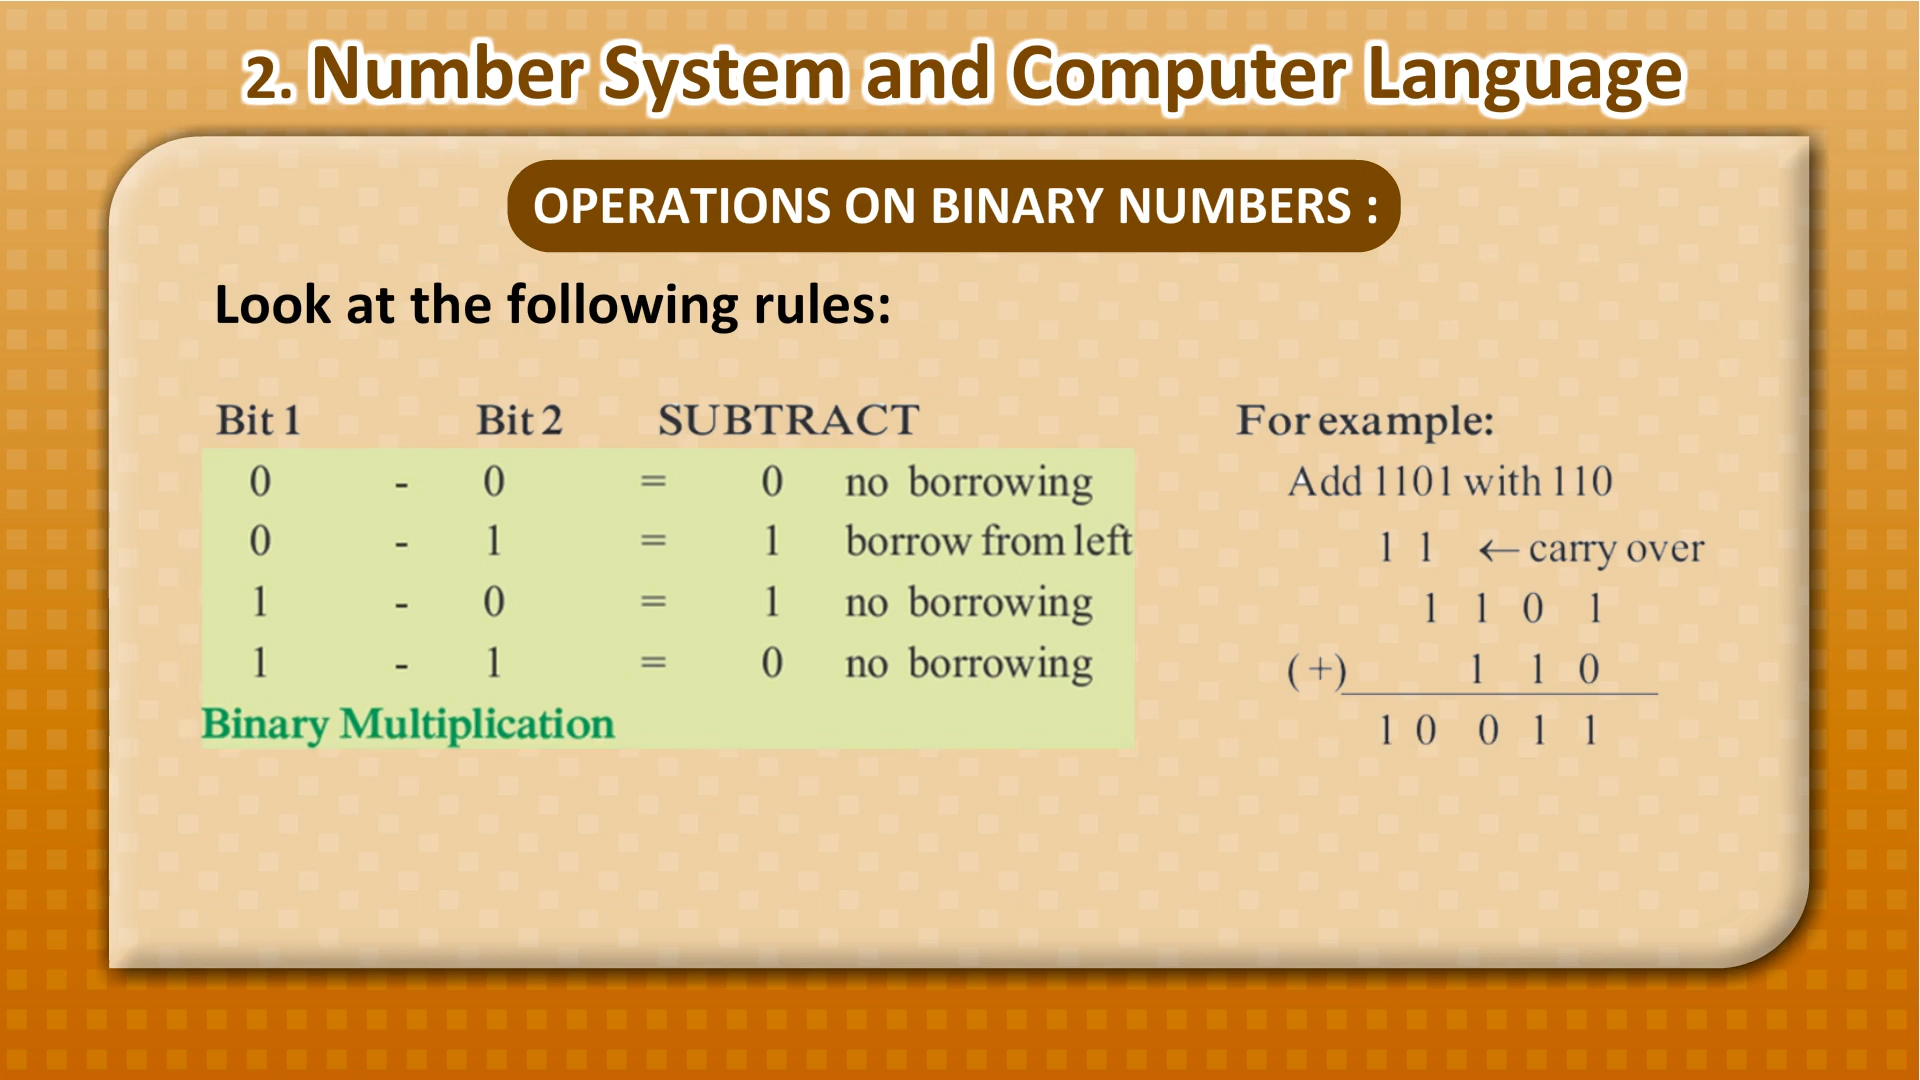 2. Number System and Computer Language
OPERATIONS ON BINARY NUMBERS :
Look at the following rules:
Bit 1 Bit 2 SUBTRACT
0 - 0 = 0 no borrowing
0 - 1 = 1 borrow from left
1 - 0 = 1 no borrowing
1 - 1 = 0 no borrowing
Binary Multiplication
For example:
Add 1101 with 110
1 1 ← carry over
1 1 0 1
(+) 1 1 0
1 0 0 1 1